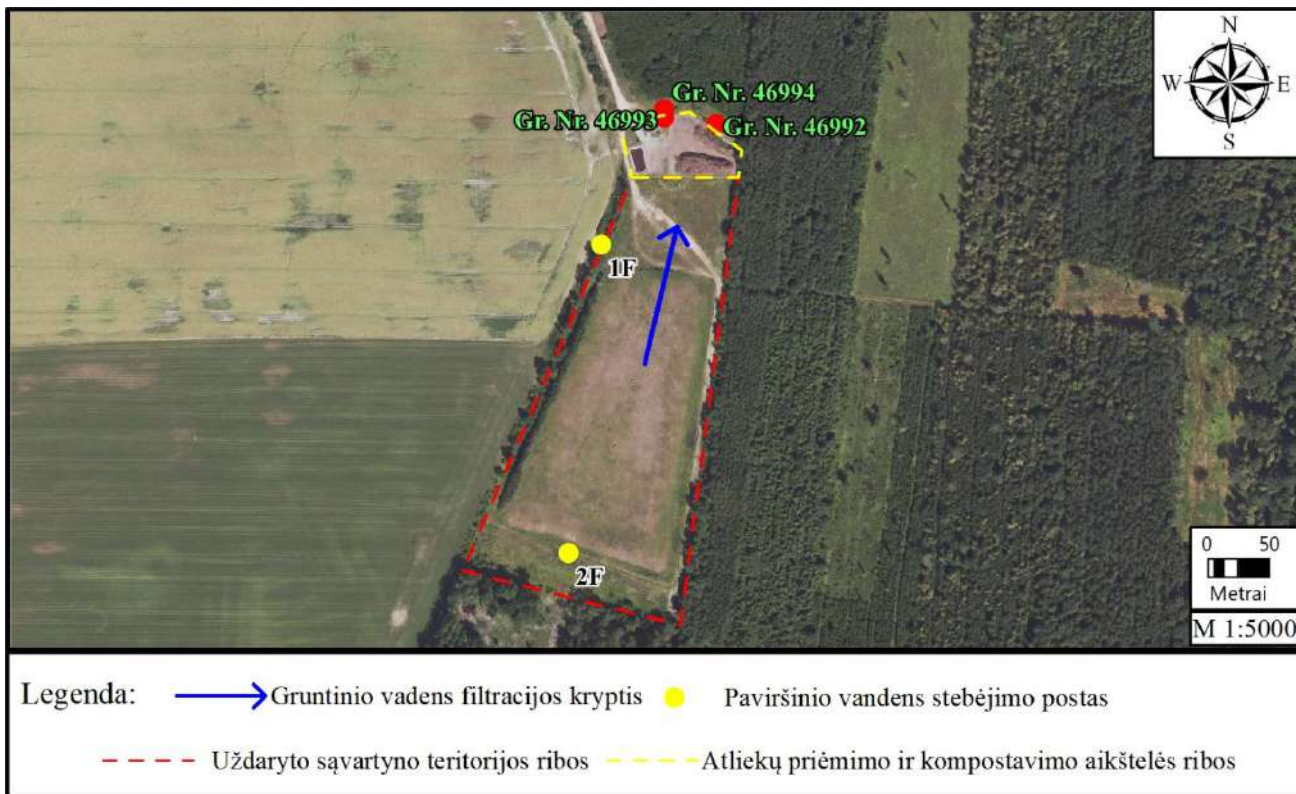 N
W E
S
Gr. Nr. 46994
Gr. Nr. 46993
Gr. Nr. 46992
1F
2F
0 50
Metrai
M 1:5000
Legenda: Gruntinio vadens filtracijos kryptis Paviršinio vandens stebėjimo postas
Uždaryto sąvartyno teritorijos ribos Atliekų priėmimo ir kompostavimo aikštelės ribos